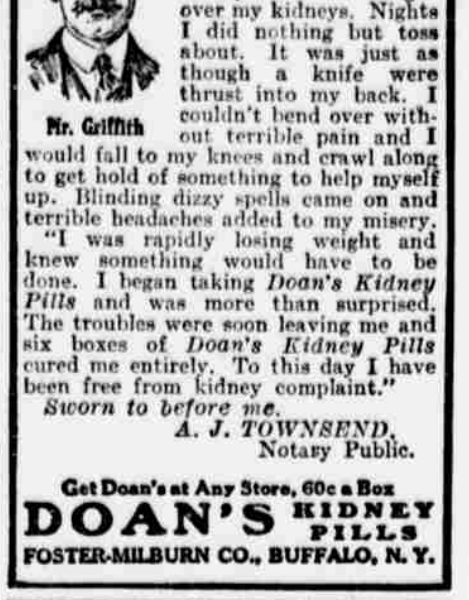 over my kidneys. Nights
I did nothing but toss
about. It was just as
though a knife were
thrust into my back. I
couldn't bend over with-
out terrible pain and I
Mr. Griffith
would fall to my knees and crawl along
to get hold of something to help myself
up. Blinding dizzy spells came on and
terrible headaches added to my misery.
"I was rapidly losing weight and
knew something would have to be
done. I began taking Doan's Kidney
Pills and was more than surprised.
The troubles were soon leaving me and
six boxes of Doan's Kidney Pills
cured me entirely. To this day I have
been free from kidney complaint."
Sworn to before me.
A. J. TOWNSEND,
Notary Public.
Get Doan's at Any Store, 60c a Box
DOAN'S KIDNEY
PILLS
FOSTER-MILBURN CO., BUFFALO, N. Y.